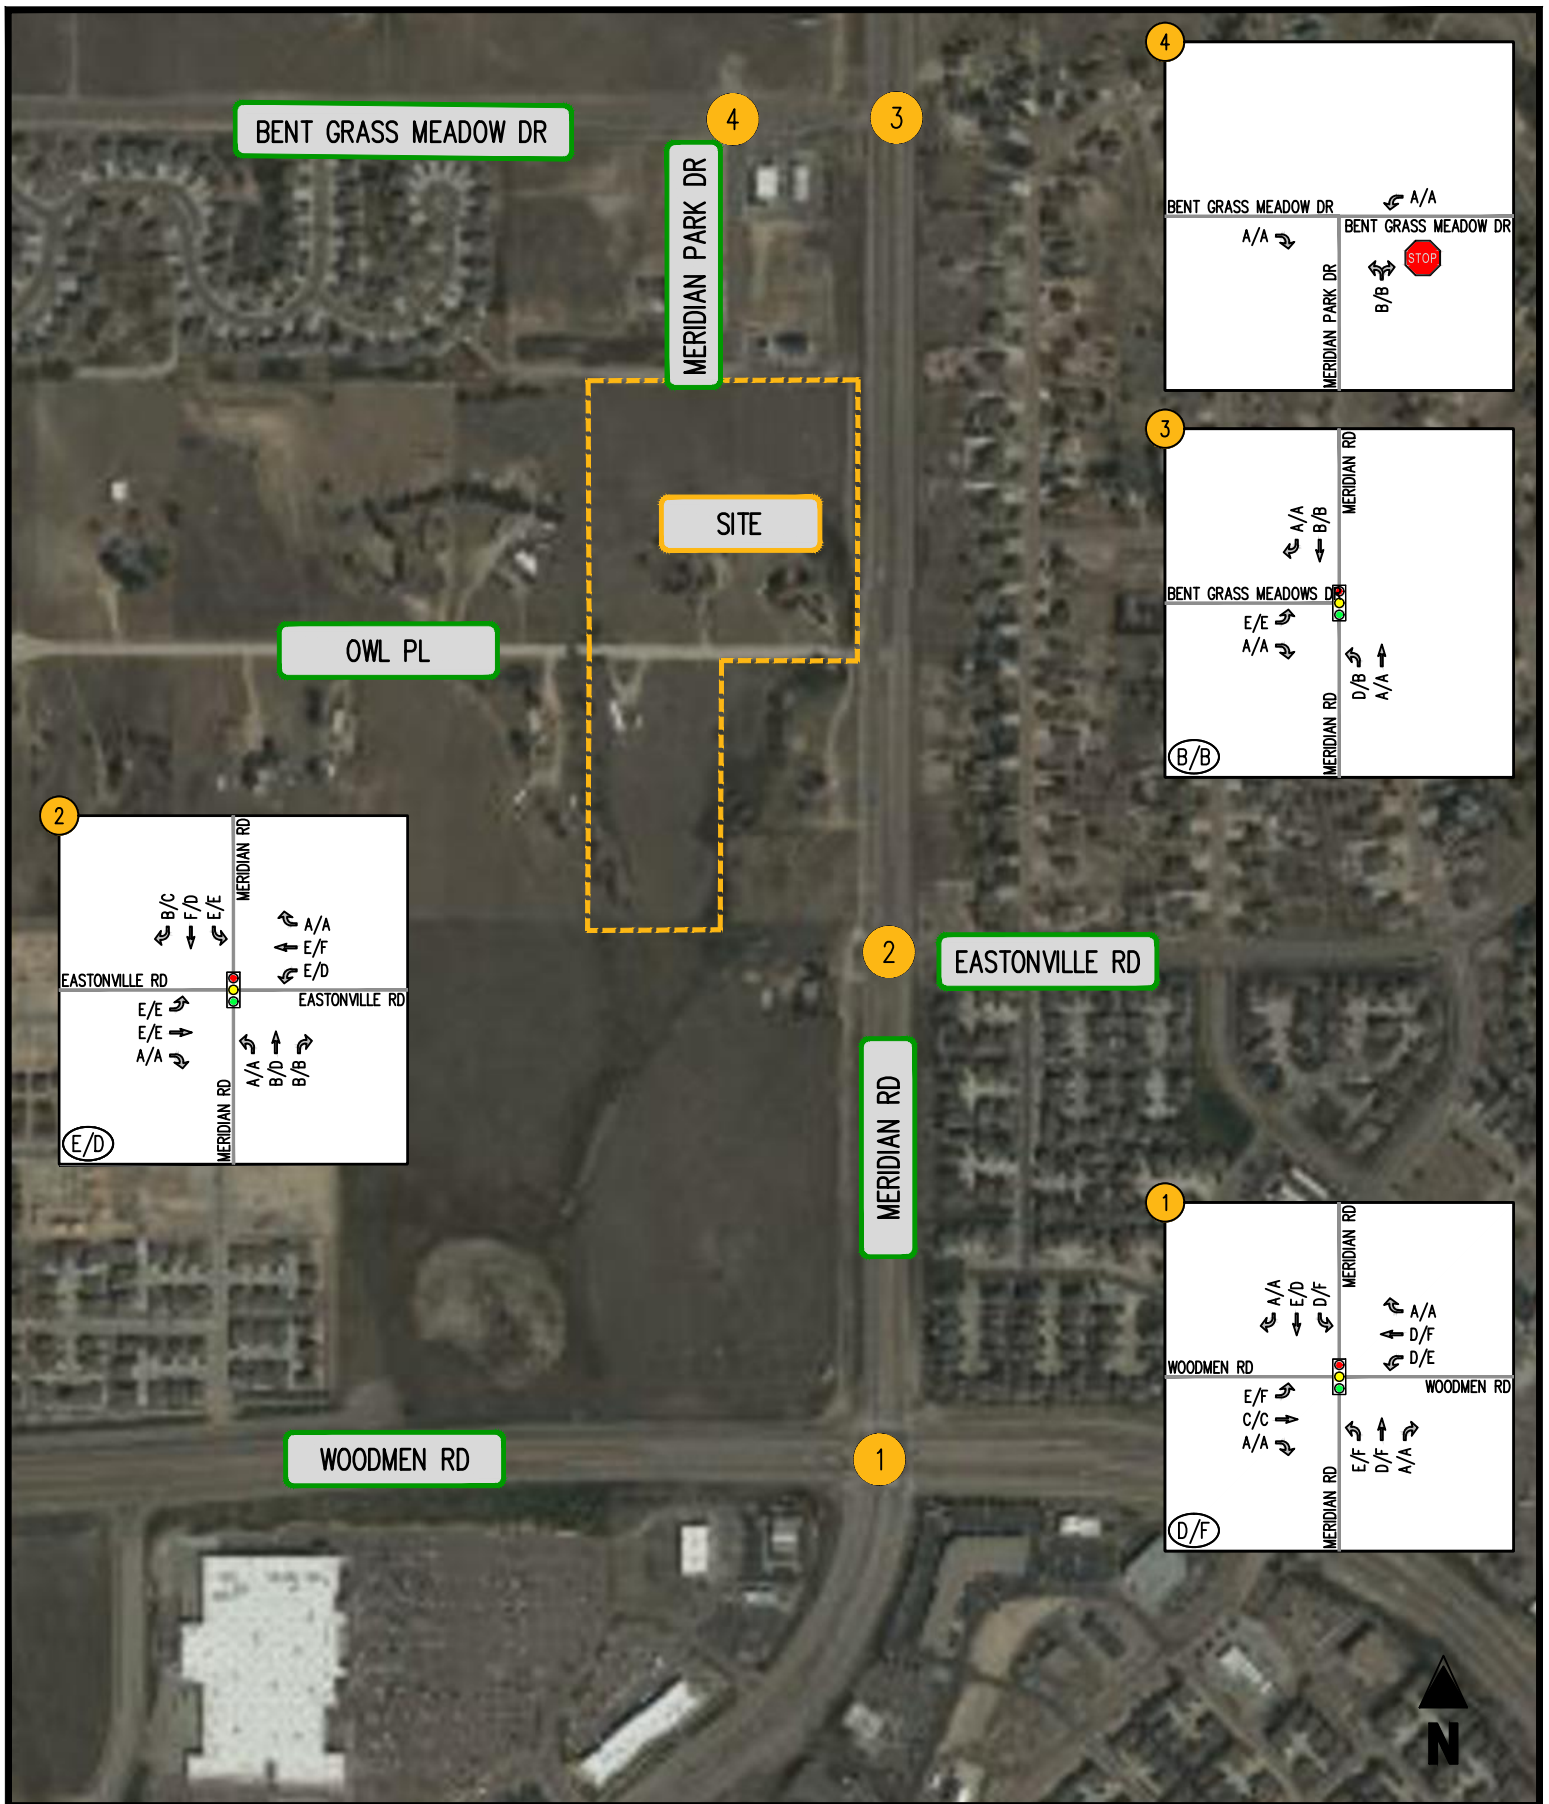 4
BENT GRASS MEADOW DR
4
3
MERIDIAN PARK DR
A/A
BENT GRASS MEADOW DR
BENT GRASS MEADOW DR
A/A
STOP
B/B
MERIDIAN PARK DR
3
MERIDIAN RD
A/A
B/B
BENT GRASS MEADOWS DR
E/E
A/A
D/B
A/A
MERIDIAN RD
B/B
SITE
OWL PL
2
MERIDIAN RD
B/C
F/D
E/E
A/A
E/F
E/D
EASTONVILLE RD
EASTONVILLE RD
E/E
E/E
A/A
A/A
B/D
B/B
MERIDIAN RD
E/D
2
EASTONVILLE RD
MERIDIAN RD
1
MERIDIAN RD
A/A
E/D
D/F
A/A
D/F
D/E
WOODMEN RD
WOODMEN RD
E/F
C/C
A/A
E/F
D/F
A/A
MERIDIAN RD
D/F
WOODMEN RD
1
N